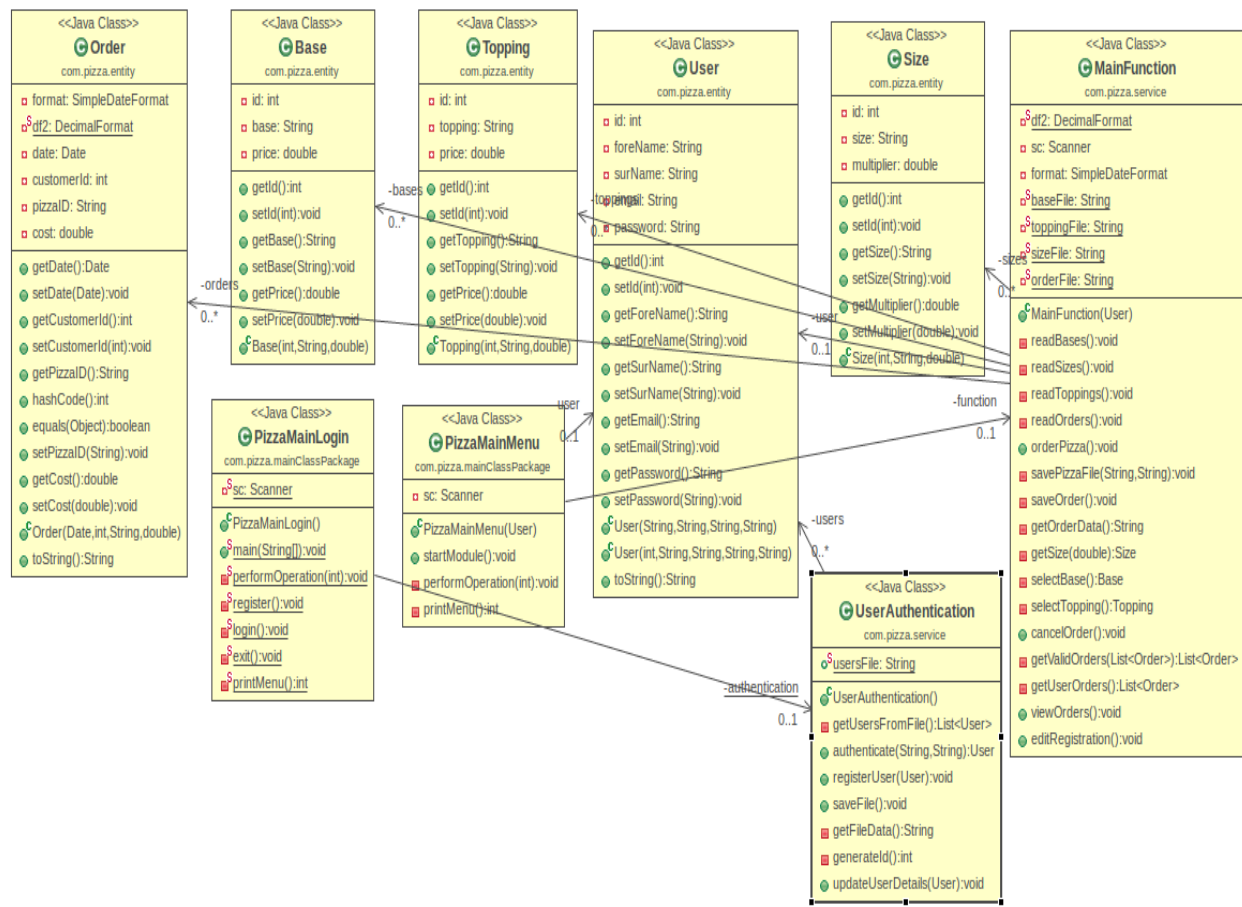 <<Java Class>>
Order
com.pizza.entity
format: SimpleDateFormat
df2: DecimalFormat
date: Date
customerId: int
pizzaID: String
cost: double
getDate():Date
setDate(Date):void
getCustomerId():int
setCustomerId(int):void
getPizzaID():String
hashCode():int
equals(Object):boolean
setPizzaID(String):void
getCost():double
setCost(double):void
Order(Date,int,String,double)
toString():String
<<Java Class>>
Base
com.pizza.entity
id: int
base: String
price: double
getId():int
setId(int):void
getBase():String
setBase(String):void
getPrice():double
setPrice(double):void
Base(int,String,double)
<<Java Class>>
Topping
com.pizza.entity
id: int
topping: String
price: double
getId():int
setId(int):void
getTopping():String
setTopping(String):void
getPrice():double
setPrice(double):void
Topping(int,String,double)
<<Java Class>>
User
com.pizza.entity
id: int
foreName: String
surName: String
email: String
password: String
getId():int
setId(int):void
getForeName():String
setForeName(String):void
getSurName():String
setSurName(String):void
getEmail():String
setEmail(String):void
getPassword():String
setPassword(String):void
User(String,String,String,String)
User(int,String,String,String,String)
toString():String
<<Java Class>>
Size
com.pizza.entity
id: int
size: String
multiplier: double
getId():int
setId(int):void
getSize():String
setSize(String):void
getMultiplier():double
setMultiplier(double):void
Size(int,String,double)
<<Java Class>>
MainFunction
com.pizza.service
df2: DecimalFormat
sc: Scanner
format: SimpleDateFormat
baseFile: String
toppingFile: String
sizeFile: String
orderFile: String
MainFunction(User)
readBases():void
readSizes():void
readToppings():void
readOrders():void
orderPizza():void
savePizzaFile(String,String):void
saveOrder():void
getOrderData():String
getSize(double):Size
selectBase():Base
selectTopping():Topping
cancelOrder():void
getValidOrders(List<Order>):List<Order>
getUserOrders():List<Order>
viewOrders():void
editRegistration():void
<<Java Class>>
PizzaMainLogin
com.pizza.mainClassPackage
sc: Scanner
PizzaMainLogin()
main(String[]):void
performOperation(int):void
register():void
login():void
exit():void
printMenu():int
<<Java Class>>
PizzaMainMenu
com.pizza.mainClassPackage
sc: Scanner
PizzaMainMenu(User)
startModule():void
performOperation(int):void
printMenu():int
<<Java Class>>
UserAuthentication
com.pizza.service
usersFile: String
UserAuthentication()
getUsersFromFile():List<User>
authenticate(String,String):User
registerUser(User):void
saveFile():void
getFileData():String
generateId():int
updateUserDetails(User):void
-orders
0..*
-bases
0..*
-toppings
0..*
-user
0..1
-sizes
0..*
user
0..1
-function
0..1
-users
0..*
-authentication
0..1